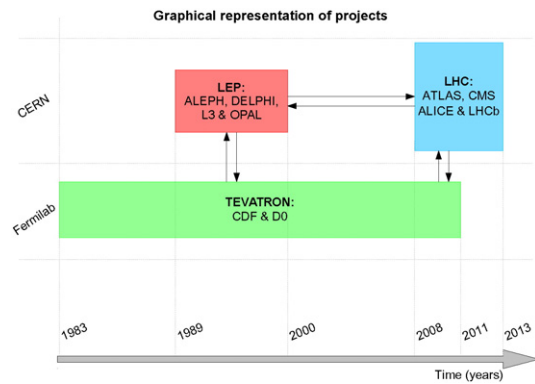 Graphical representation of projects
CERN
LEP:
ALEPH, DELPHI,
L3 & OPAL
LHC:
ATLAS, CMS
ALICE & LHCb
Fermilab
TEVATRON:
CDF & D0
1983
1989
2000
2008
2011
2013
Time (years)